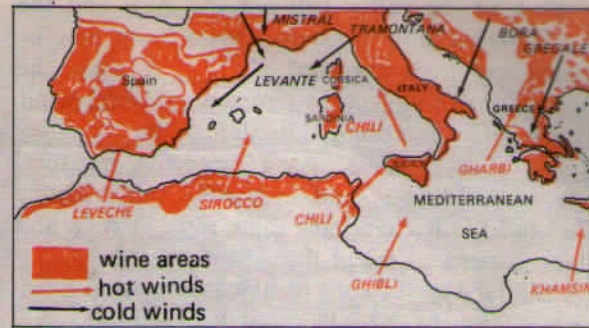 MISTRAL
TRAMONTANA
BORA
GREGALE
Spain
LEVANTE
CORSICA
ITALY
SARDINIA
CHILI
GREECE
GHARBI
LEVECHE
SIROCCO
CHILI
MEDITERRANEAN
SEA
GHIBLI
KHAMSIN
wine areas
hot winds
cold winds